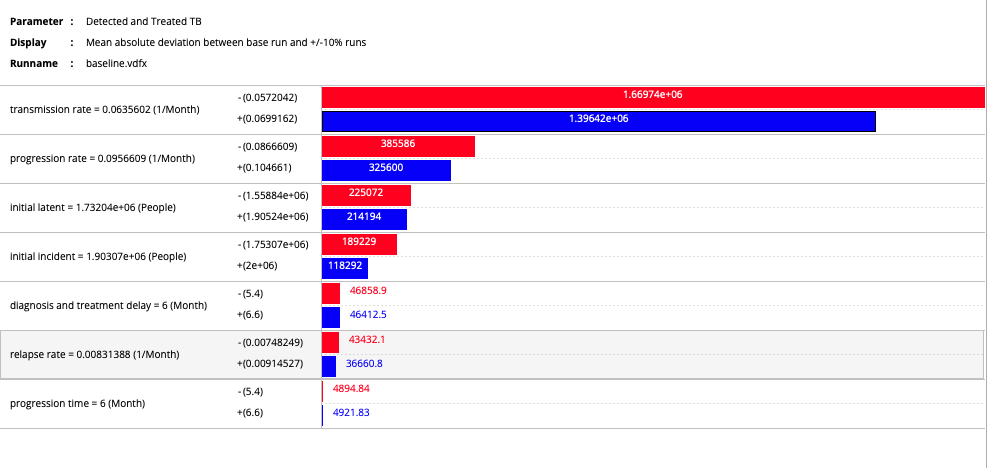 Parameter : Detected and Treated TB
Display : Mean absolute deviation between base run and +/-10% runs
Runname : baseline.vdfx
transmission rate = 0.0635602 (1/Month)
- (0.0572042) 1.66974e+06
+(0.0699162) 1.39642e+06
progression rate = 0.0956609 (1/Month)
- (0.0866609) 385586
+(0.104661) 325600
initial latent = 1.73204e+06 (People)
- (1.55884e+06) 225072
+(1.90524e+06) 214194
initial incident = 1.90307e+06 (People)
- (1.75307e+06) 189229
+(2e+06) 118292
diagnosis and treatment delay = 6 (Month)
- (5.4) 46858.9
+(6.6) 46412.5
relapse rate = 0.00831388 (1/Month)
- (0.00748249) 43432.1
+(0.00914527) 36660.8
progression time = 6 (Month)
- (5.4) 4894.84
+(6.6) 4921.83